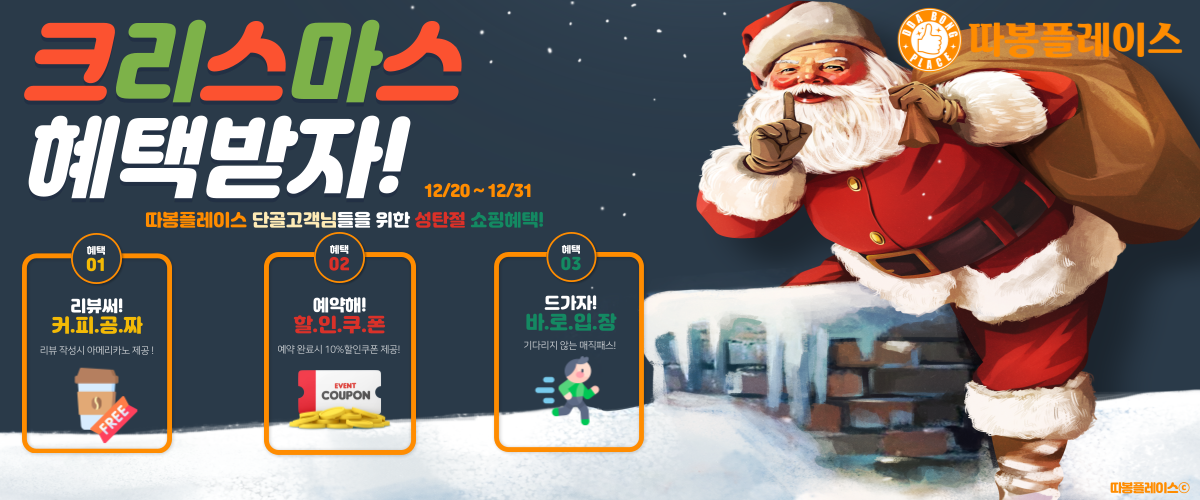 크리스마스
혜택받자!
12/20 ~ 12/31
따봉플레이스 단골고객님들을 위한 성탄절 쇼핑혜택!
혜택
01
리뷰써!
커.피.공.짜
리뷰 작성시 아메리카노 제공 !
FREE
혜택
02
예약해!
할.인.쿠.폰
예약 완료시 10%할인쿠폰 제공!
EVENT
COUPON
혜택
03
드가자!
바.로.입.장
기다리지 않는 매직패스!
DDA BONG
PLACE
따봉플레이스
따봉플레이스©